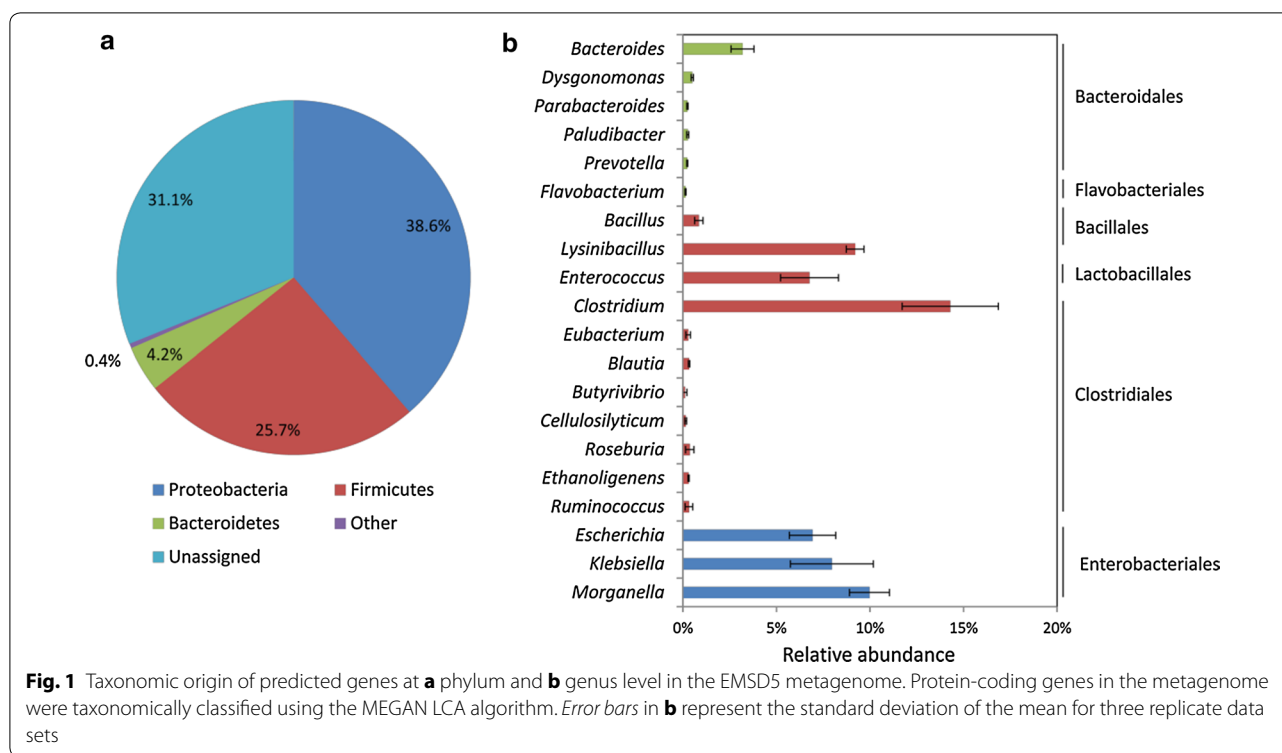 a
31.1%
38.6%
0.4%
4.2%
25.7%
Proteobacteria
Firmicutes
Bacteroidetes
Other
Unassigned
b
Bacteroides
Dysgonomonas
Parabacteroides
Paludibacter
Prevotella
Flavobacterium
Bacillus
Lysinibacillus
Enterococcus
Clostridium
Eubacterium
Blautia
Butyrivibrio
Cellulosilyticum
Roseburia
Ethanoligenens
Ruminococcus
Escherichia
Klebsiella
Morganella
Bacteroidales
Flavobacteriales
Bacillales
Lactobacillales
Clostridiales
Enterobacteriales
0% 5% 10% 15% 20%
Relative abundance
Fig. 1 Taxonomic origin of predicted genes at a phylum and b genus level in the EMSD5 metagenome. Protein-coding genes in the metagenome
were taxonomically classified using the MEGAN LCA algorithm. Error bars in b represent the standard deviation of the mean for three replicate data
sets